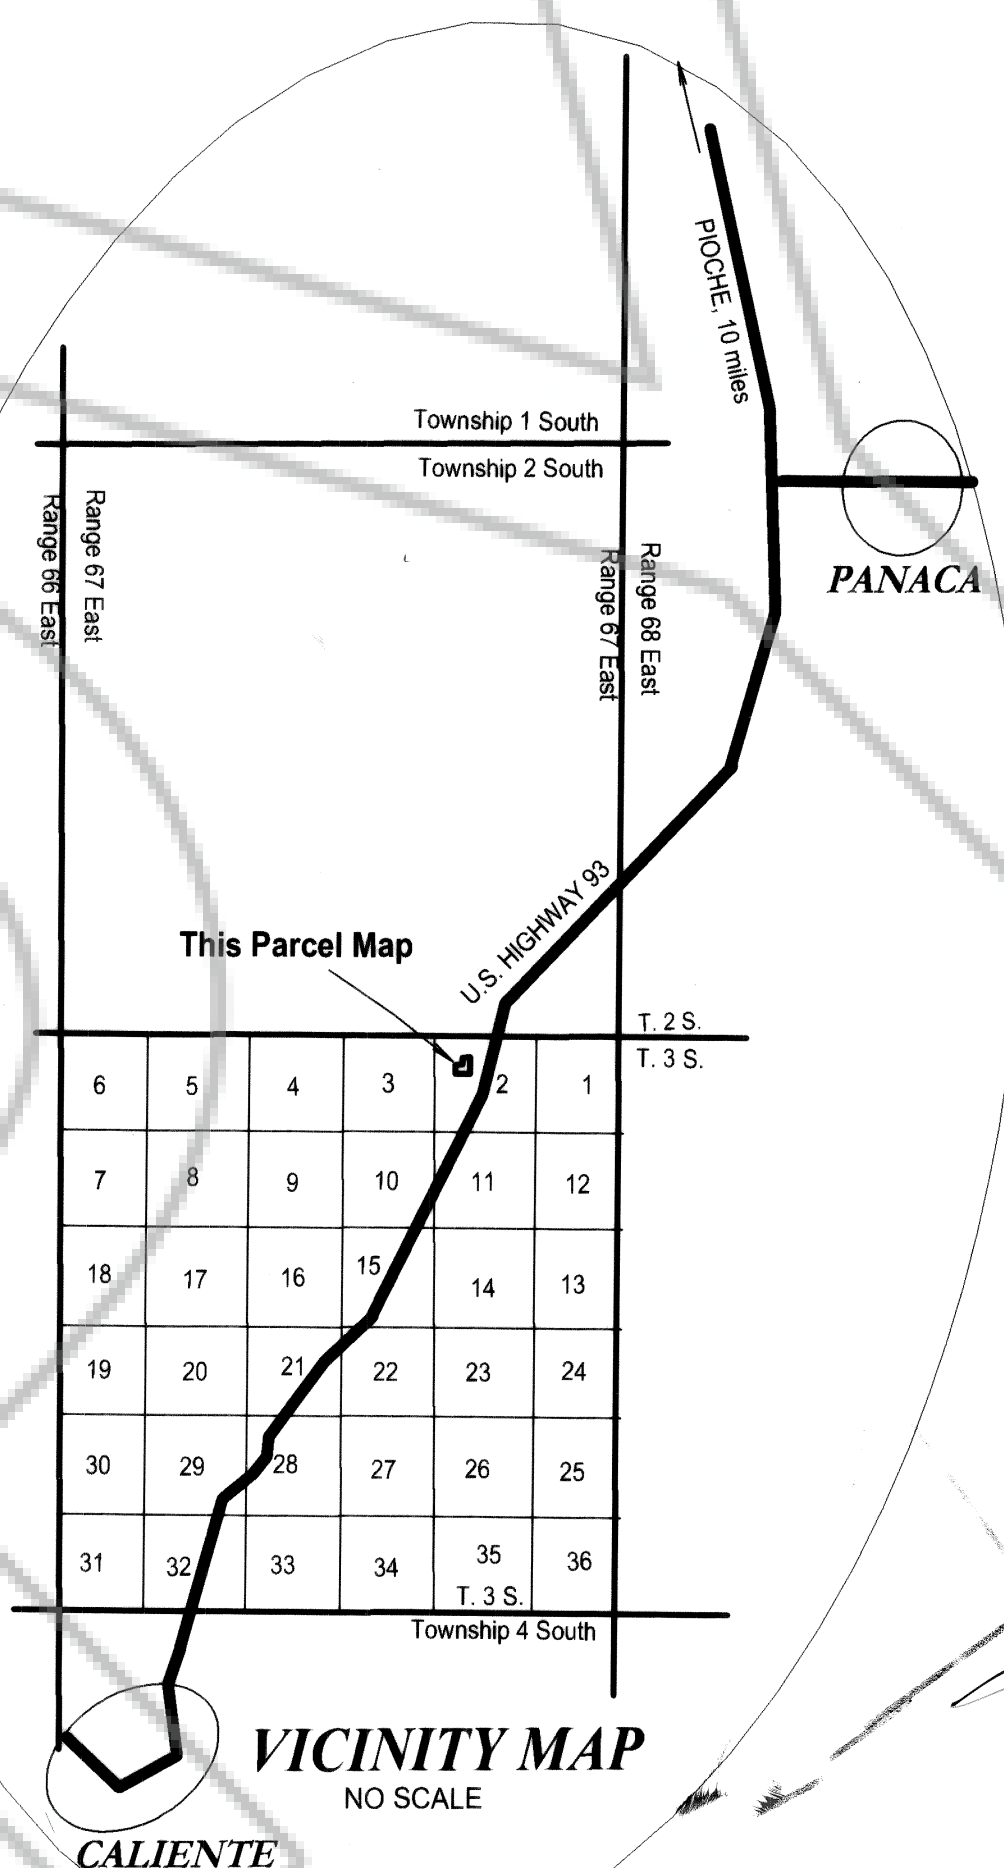 PIOCHE, 10 miles
Township 1 South
Township 2 South
PANACA
Range 66 East
Range 67 East
Range 67 East
Range 68 East
U.S. HIGHWAY 93
This Parcel Map
T. 2 S.
T. 3 S.
6 5 4 3 2 1
7 8 9 10 11 12
18 17 16 15 14 13
19 20 21 22 23 24
30 29 28 27 26 25
31 32 33 34 35 36
T. 3 S.
Township 4 South
VICINITY MAP
NO SCALE
CALIENTE